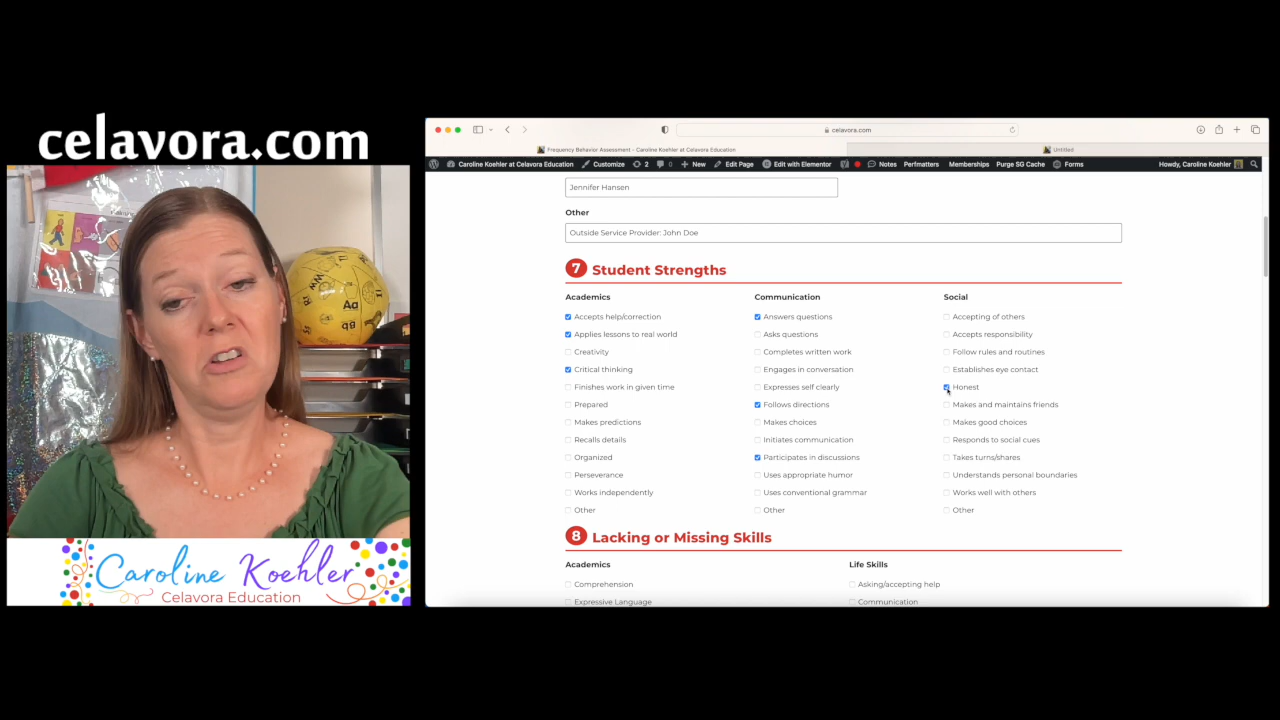 celavora.com
Aa
Caroline Koehler
Celavora Education
celavora.com
Frequency Behavior Assessment - Caroline Koehler at Celavora Education
Untitled
Caroline Koehler at Celavora Education Customize 2 0 New Edit Page Edit with Elementor Notes Perfmatters Memberships Purge SG Cache Forms Howdy, Caroline Koehler
Jennifer Hansen
Other
Outside Service Provider: John Doe
7 Student Strengths
Academics
Accepts help/correction
Applies lessons to real world
Creativity
Critical thinking
Finishes work in given time
Prepared
Makes predictions
Recalls details
Organized
Perseverance
Works independently
Other
Communication
Answers questions
Asks questions
Completes written work
Engages in conversation
Expresses self clearly
Follows directions
Makes choices
Initiates communication
Participates in discussions
Uses appropriate humor
Uses conventional grammar
Other
Social
Accepting of others
Accepts responsibility
Follow rules and routines
Establishes eye contact
Honest
Makes and maintains friends
Makes good choices
Responds to social cues
Takes turns/shares
Understands personal boundaries
Works well with others
Other
8 Lacking or Missing Skills
Academics
Comprehension
Expressive Language
Life Skills
Asking/accepting help
Communication